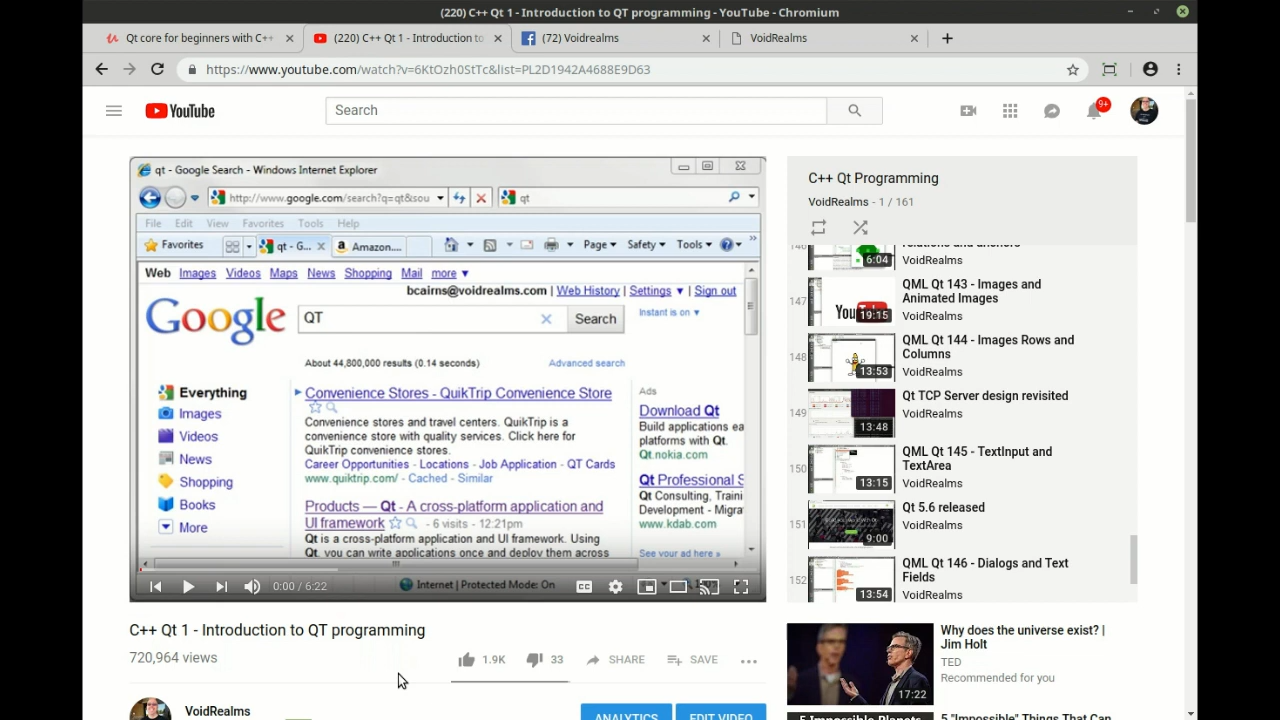 (220) C++ Qt 1 - Introduction to QT programming - YouTube - Chromium
Qt core for beginners with C++
(220) C++ Qt 1 - Introduction to
(72) Voidrealms
VoidRealms
https://www.youtube.com/watch?v=6KtOzh0StTc&list=PL2D1942A4688E9D63
YouTube
Search
9+
qt - Google Search - Windows Internet Explorer
http://www.google.com/search?q=qt&sou
qt
File Edit View Favorites Tools Help
Favorites
qt - G...
Amazon....
Page
Safety
Tools
Web Images Videos Maps News Shopping Mail more
bcairns@voidrealms.com | Web History | Settings | Sign out
Google
QT
Search
Instant is on
About 44,800,000 results (0.14 seconds)
Advanced search
Everything
Images
Videos
News
Shopping
Books
More
Convenience Stores - QuikTrip Convenience Store
Convenience stores and travel centers. QuikTrip is a
convenience store with quality services. Click here for
QuikTrip convenience stores.
Career Opportunities - Locations - Job Application - QT Cards
www.quiktrip.com/ - Cached - Similar
Products — Qt - A cross-platform application and
UI framework - 6 visits - 12:21pm
Qt is a cross-platform application and UI framework. Using
Qt, you can write applications once and deploy them across
Ads
Download Qt
Build applications ea
platforms with Qt.
Qt.nokia.com
Qt Professional S
Qt Consulting, Traini
Development - Migra
www.kdab.com
See your ad here »
Internet | Protected Mode: On
0:00 / 6:22
CC
C++ Qt 1 - Introduction to QT programming
720,964 views
1.9K
33
SHARE
SAVE
VoidRealms
ANALYTICS
EDIT VIDEO
C++ Qt Programming
VoidRealms - 1 / 161
146
relations and anchors
VoidRealms
6:04
147
QML Qt 143 - Images and
Animated Images
VoidRealms
19:15
148
QML Qt 144 - Images Rows and
Columns
VoidRealms
13:53
149
Qt TCP Server design revisited
VoidRealms
13:48
150
QML Qt 145 - TextInput and
TextArea
VoidRealms
13:15
151
Qt 5.6 released
VoidRealms
9:00
152
QML Qt 146 - Dialogs and Text
Fields
VoidRealms
13:54
Why does the universe exist? |
Jim Holt
TED
Recommended for you
17:22
5 Impossible Planets
5 "Impossible" Things That Can